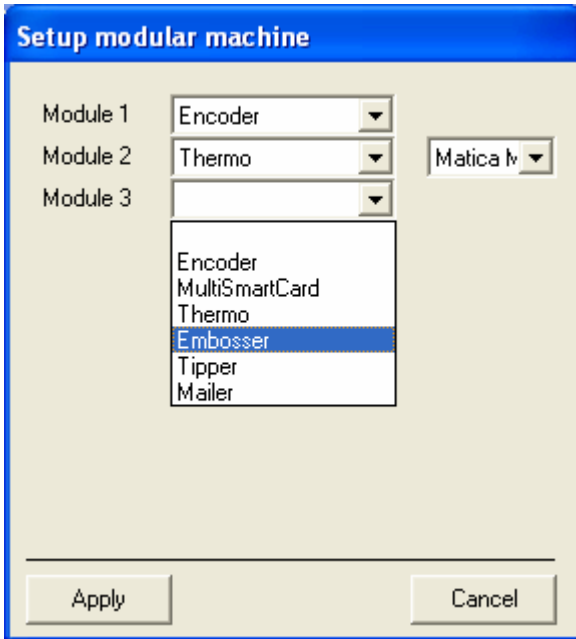 Setup modular machine
Module 1 Encoder
Module 2 Thermo Matica
Module 3
Encoder
MultiSmartCard
Thermo
Embosser
Tipper
Mailer
Apply Cancel